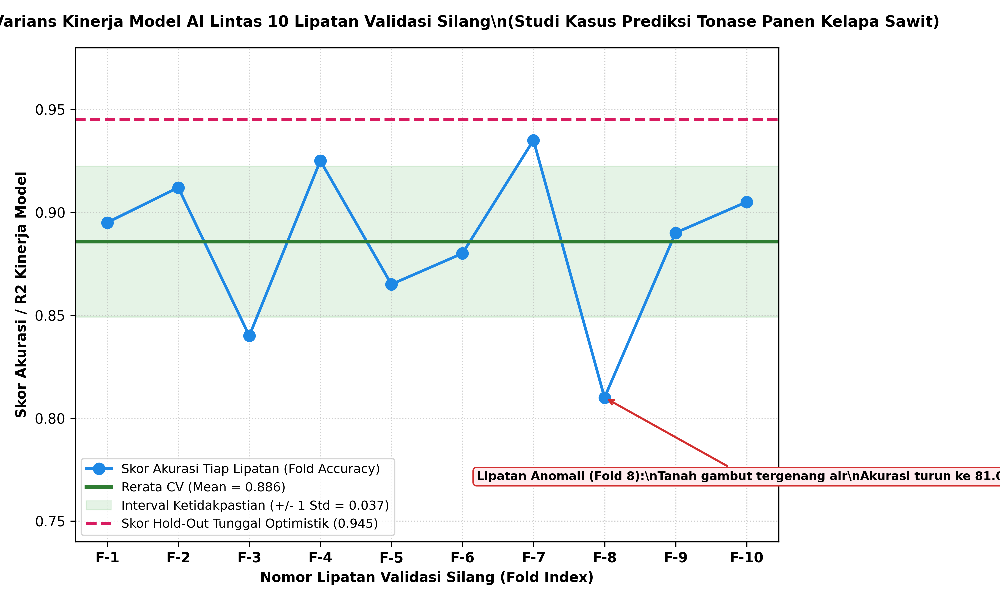 Varians Kinerja Model AI Lintas 10 Lipatan Validasi Silang\n(Studi Kasus Prediksi Tonase Panen Kelapa Sawit)
Skor Akurasi / R2 Kinerja Model
0.95
0.90
0.85
0.80
0.75
Lipatan Anomali (Fold 8):\nTanah gambut tergenang air\nAkurasi turun ke 81.0
Skor Akurasi Tiap Lipatan (Fold Accuracy)
Rerata CV (Mean = 0.886)
Interval Ketidakpastian (+/- 1 Std = 0.037)
Skor Hold-Out Tunggal Optimistik (0.945)
F-1 F-2 F-3 F-4 F-5 F-6 F-7 F-8 F-9 F-10
Nomor Lipatan Validasi Silang (Fold Index)